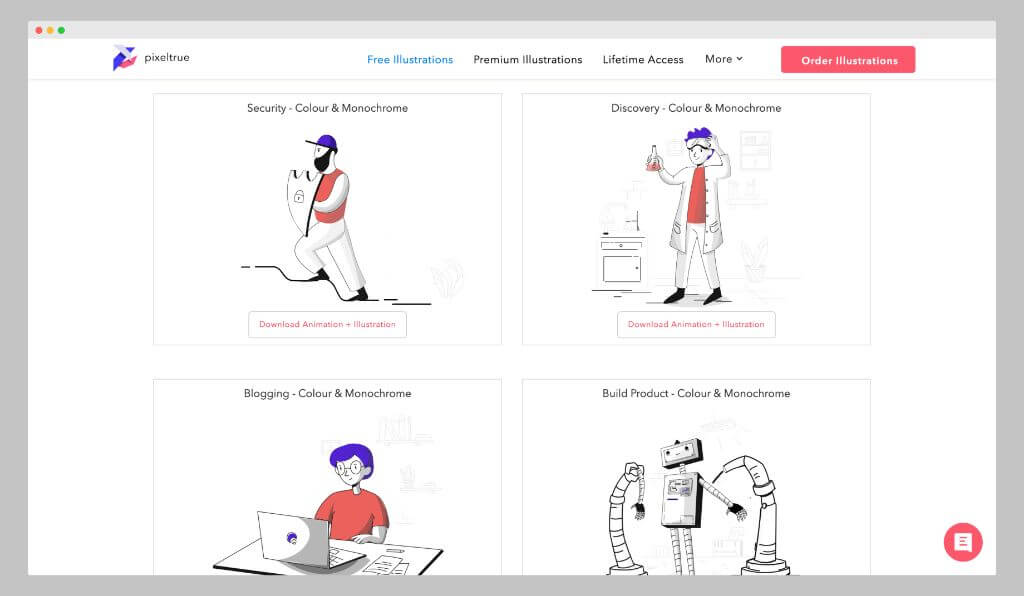 pixeltrue
Free Illustrations
Premium Illustrations
Lifetime Access
More
Order Illustrations
Security - Colour & Monochrome
Discovery - Colour & Monochrome
Download Animation + Illustration
Download Animation + Illustration
Blogging - Colour & Monochrome
Build Product - Colour & Monochrome